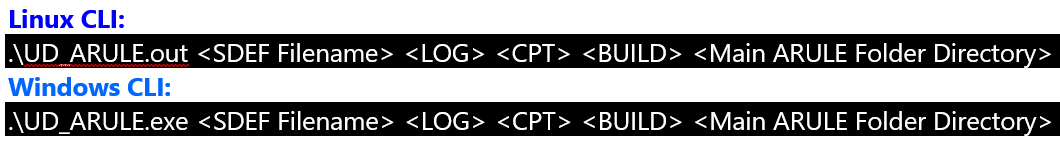 Linux CLI:
.\UD_ARULE.out <SDEF Filename> <LOG> <CPT> <BUILD> <Main ARULE Folder Directory>
Windows CLI:
.\UD_ARULE.exe <SDEF Filename> <LOG> <CPT> <BUILD> <Main ARULE Folder Directory>